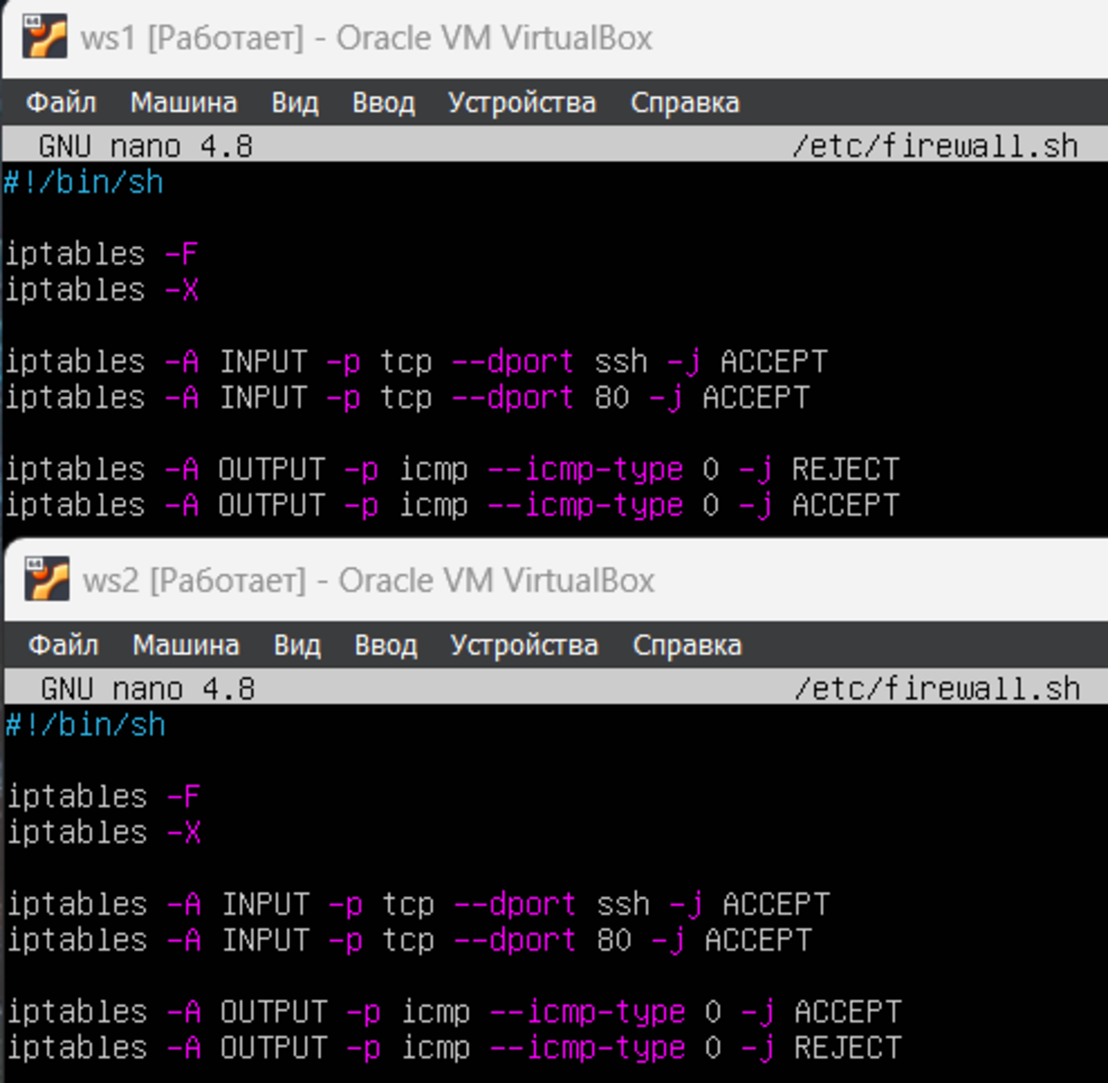 ws1 [Работает] - Oracle VM VirtualBox
Файл Машина Вид Ввод Устройства Справка
GNU nano 4.8 /etc/firewall.sh
#!/bin/sh
iptables -F
iptables -X
iptables -A INPUT -p tcp --dport ssh -j ACCEPT
iptables -A INPUT -p tcp --dport 80 -j ACCEPT
iptables -A OUTPUT -p icmp --icmp-type 0 -j REJECT
iptables -A OUTPUT -p icmp --icmp-type 0 -j ACCEPT
ws2 [Работает] - Oracle VM VirtualBox
Файл Машина Вид Ввод Устройства Справка
GNU nano 4.8 /etc/firewall.sh
#!/bin/sh
iptables -F
iptables -X
iptables -A INPUT -p tcp --dport ssh -j ACCEPT
iptables -A INPUT -p tcp --dport 80 -j ACCEPT
iptables -A OUTPUT -p icmp --icmp-type 0 -j ACCEPT
iptables -A OUTPUT -p icmp --icmp-type 0 -j REJECT